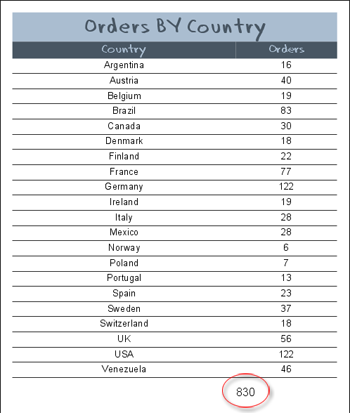 Orders BY Country
Country Orders
Argentina 16
Austria 40
Belgium 19
Brazil 83
Canada 30
Denmark 18
Finland 22
France 77
Germany 122
Ireland 19
Italy 28
Mexico 28
Norway 6
Poland 7
Portugal 13
Spain 23
Sweden 37
Switzerland 18
UK 56
USA 122
Venezuela 46
830